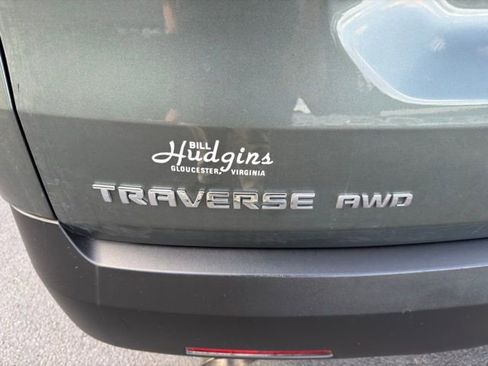 BILL
Hudgins
GLOUCESTER, VIRGINIA
TRAVERSE AWD